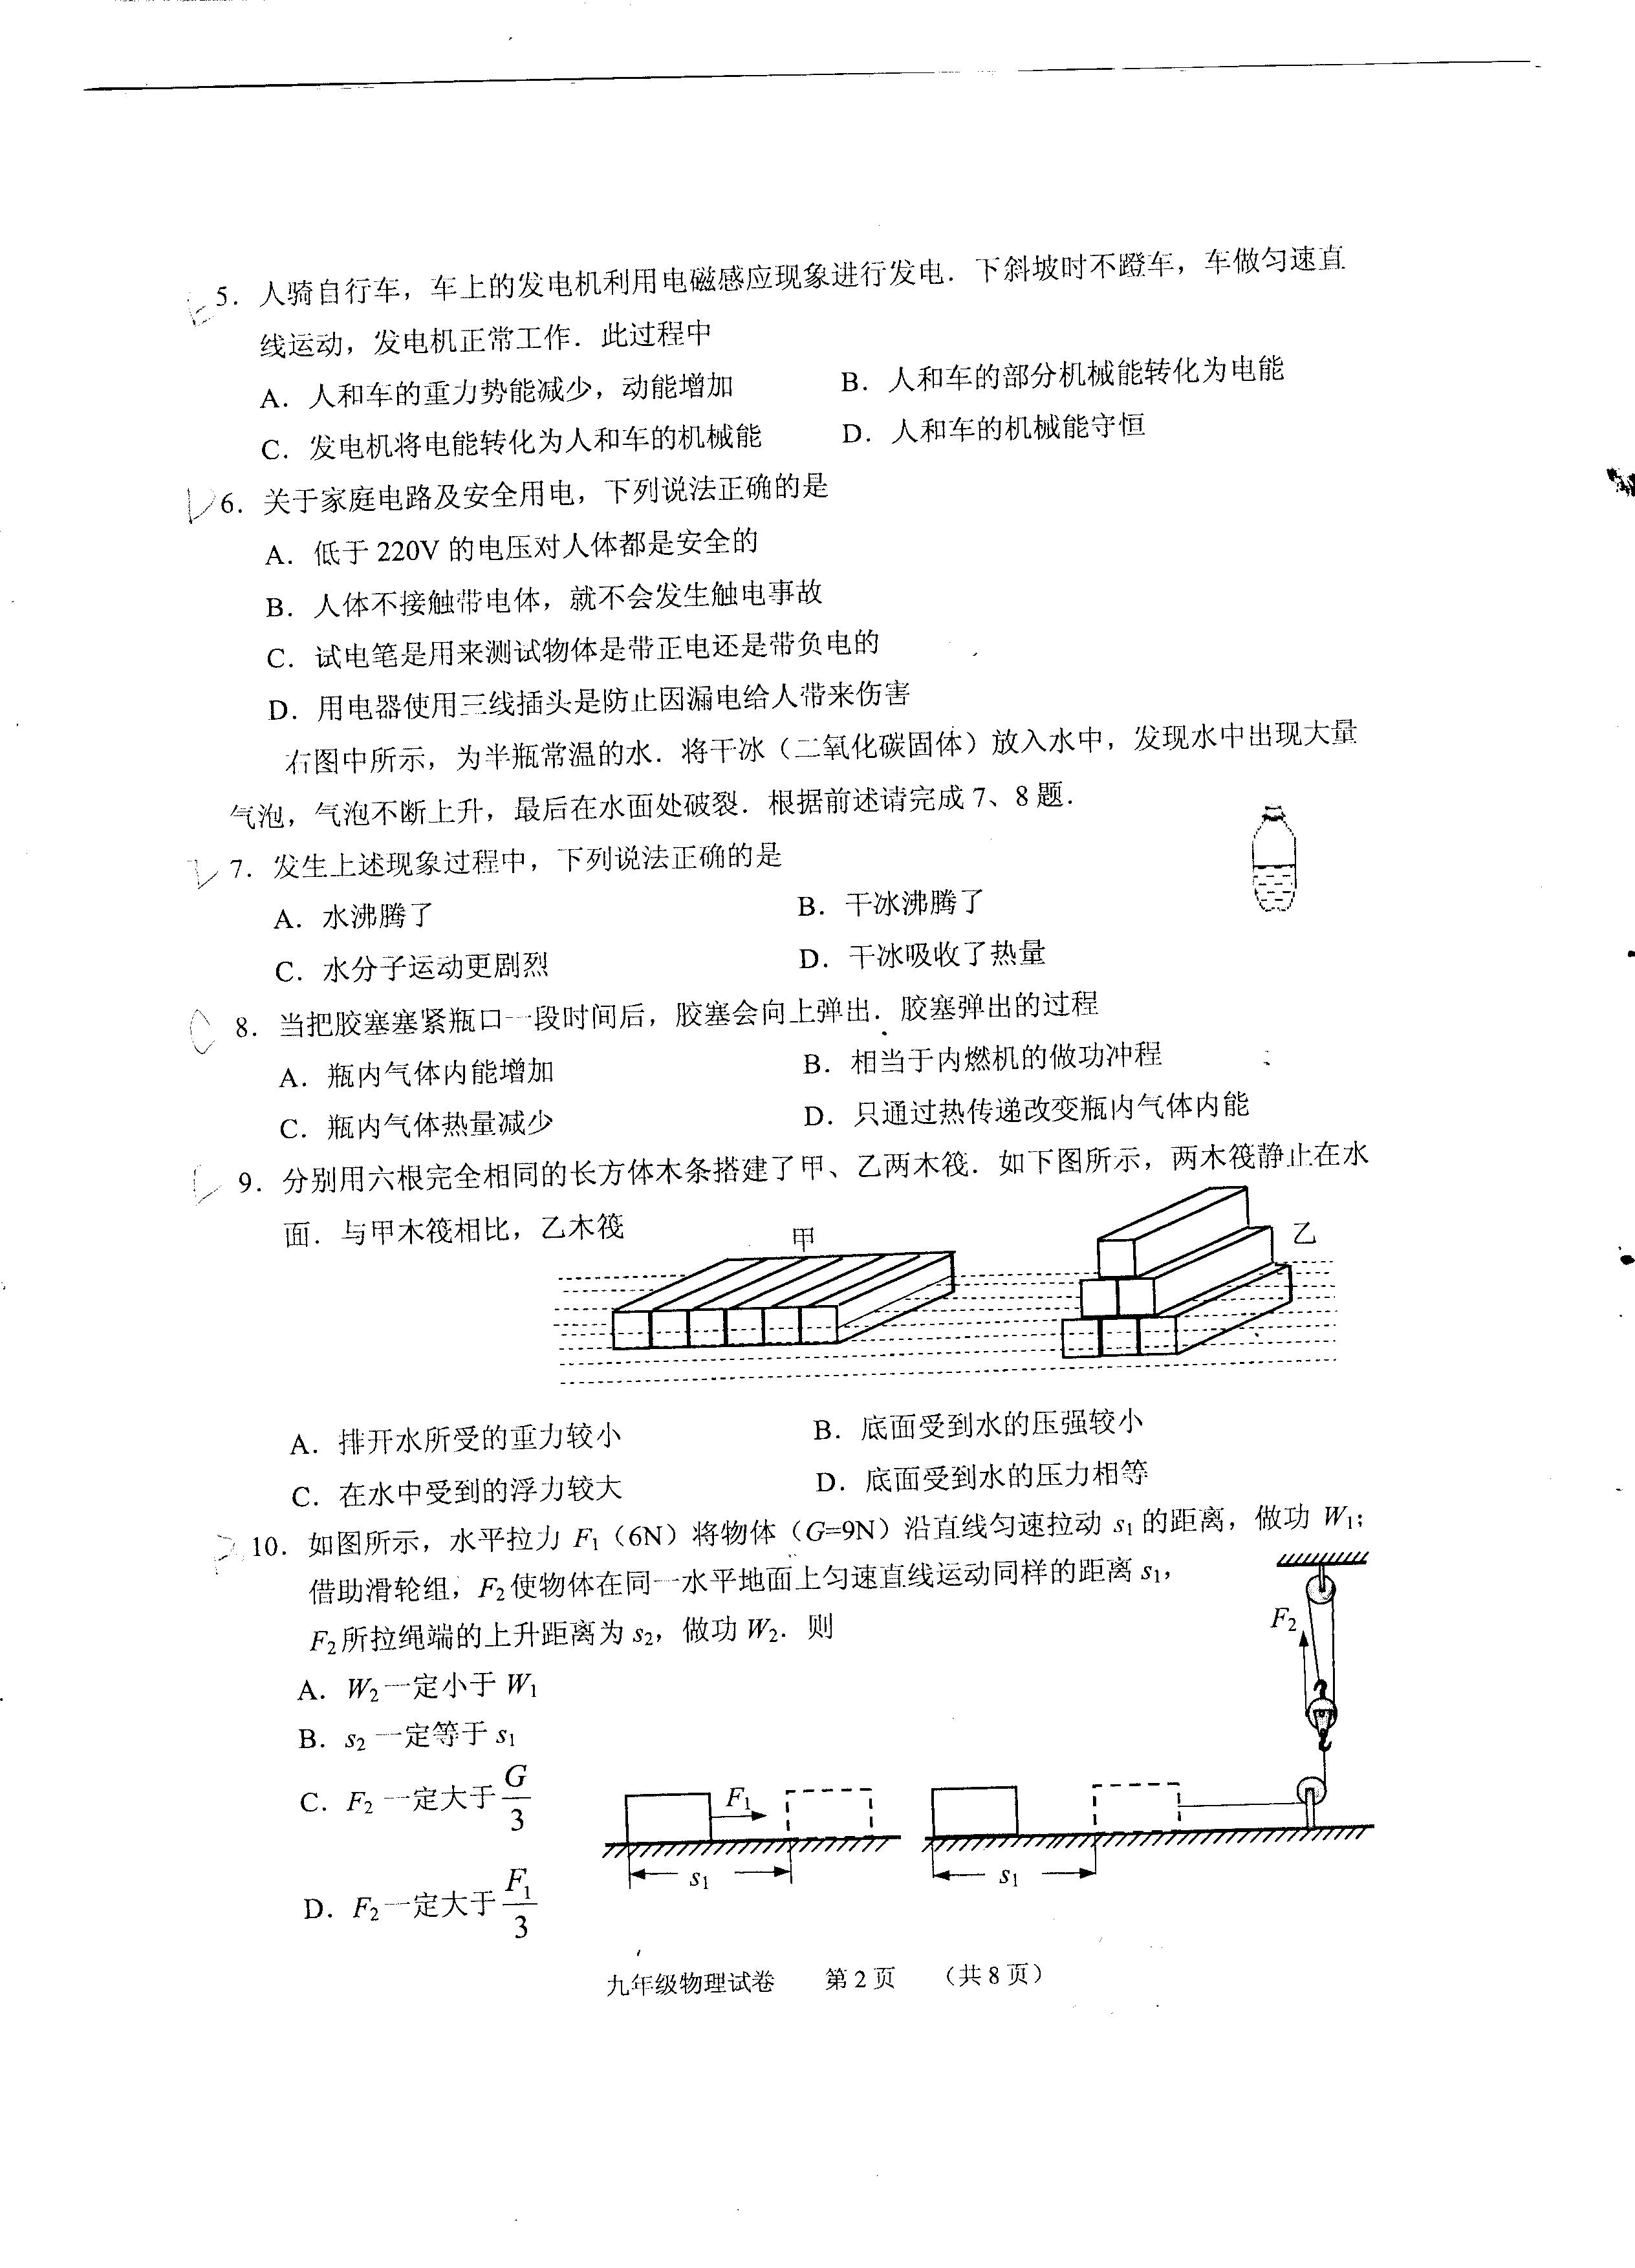 5．人骑自行车，车上的发电机利用电磁感应现象进行发电．下斜坡时不蹬车，车做匀速直
线运动，发电机正常工作．此过程中
A．人和车的重力势能减少，动能增加 B．人和车的部分机械能转化为电能
C．发电机将电能转化为人和车的机械能 D．人和车的机械能守恒
6．关于家庭电路及安全用电，下列说法正确的是
A．低于 220V 的电压对人体都是安全的
B．人体不接触带电体，就不会发生触电事故
C．试电笔是用来测试物体是带正电还是带负电的
D．用电器使用三线插头是防止因漏电给人带来伤害
右图中所示，为半瓶常温的水．将干冰（二氧化碳固体）放入水中，发现水中出现大量
气泡，气泡不断上升，最后在水面处破裂．根据前述请完成 7、8 题．
7．发生上述现象过程中，下列说法正确的是
A．水沸腾了 B．干冰沸腾了
C．水分子运动更剧烈 D．干冰吸收了热量
8．当把胶塞塞紧瓶口一段时间后，胶塞会向上弹出．胶塞弹出的过程
A．瓶内气体内能增加 B．相当于内燃机的做功冲程
C．瓶内气体热量减少 D．只通过热传递改变瓶内气体内能
9．分别用六根完全相同的长方体木条搭建了甲、乙两木筏．如下图所示，两木筏静止在水
面．与甲木筏相比，乙木筏
甲 乙
A．排开水所受的重力较小 B．底面受到水的压强较小
C．在水中受到的浮力较大 D．底面受到水的压力相等
10．如图所示，水平拉力 F₁（6N）将物体（G=9N）沿直线匀速拉动 s₁ 的距离，做功 W₁；
借助滑轮组，F₂使物体在同一水平地面上匀速直线运动同样的距离 s₁，
F₂所拉绳端的上升距离为 s₂，做功 W₂．则
A．W₂一定小于 W₁
B．s₂ 一定等于 s₁
C．F₂ 一定大于 G/3
D．F₂一定大于 F₁/3
F₂
F₁
s₁ s₁
九年级物理试卷 第 2 页 （共 8 页）